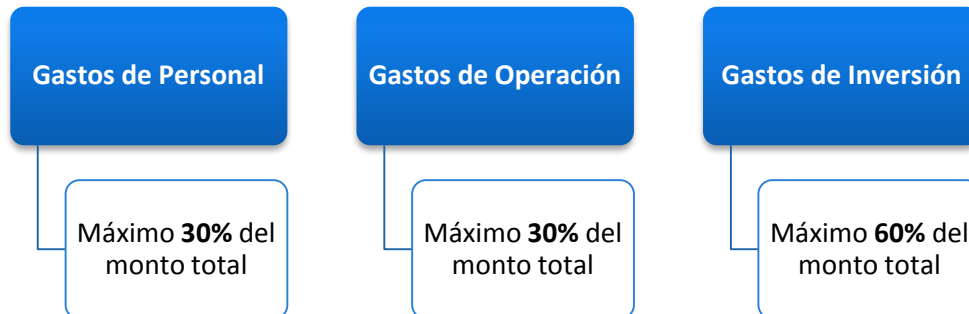 Gastos de Personal
Gastos de Operación
Gastos de Inversión
Máximo 30% del
monto total
Máximo 30% del
monto total
Máximo 60% del
monto total